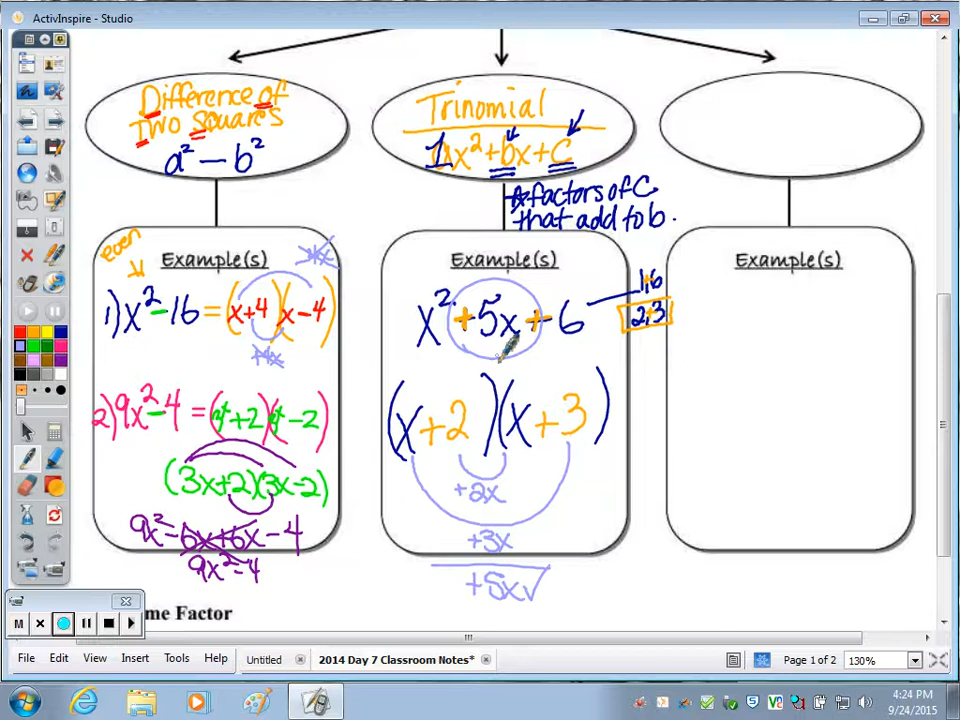 ActivInspire - Studio
Difference of
Two Squares
a² − b²
Trinomial
1x² + bx + C
factors of C
that add to b.
Example(s)
even
1) x² − 16 = (x+4)(x−4)
+4x
2) 9x² − 4 = (3x+2)(3x−2)
(3x+2)(3x−2)
9x² − 6x + 6x − 4
9x² − 4
Example(s)
x² + 5x + 6
1,6
2,3
(x+2)(x+3)
+2x
+3x
+5x√
Example(s)
me Factor
M
File Edit View Insert Tools Help
Untitled
2014 Day 7 Classroom Notes*
Page 1 of 2
130%
4:24 PM
9/24/2015